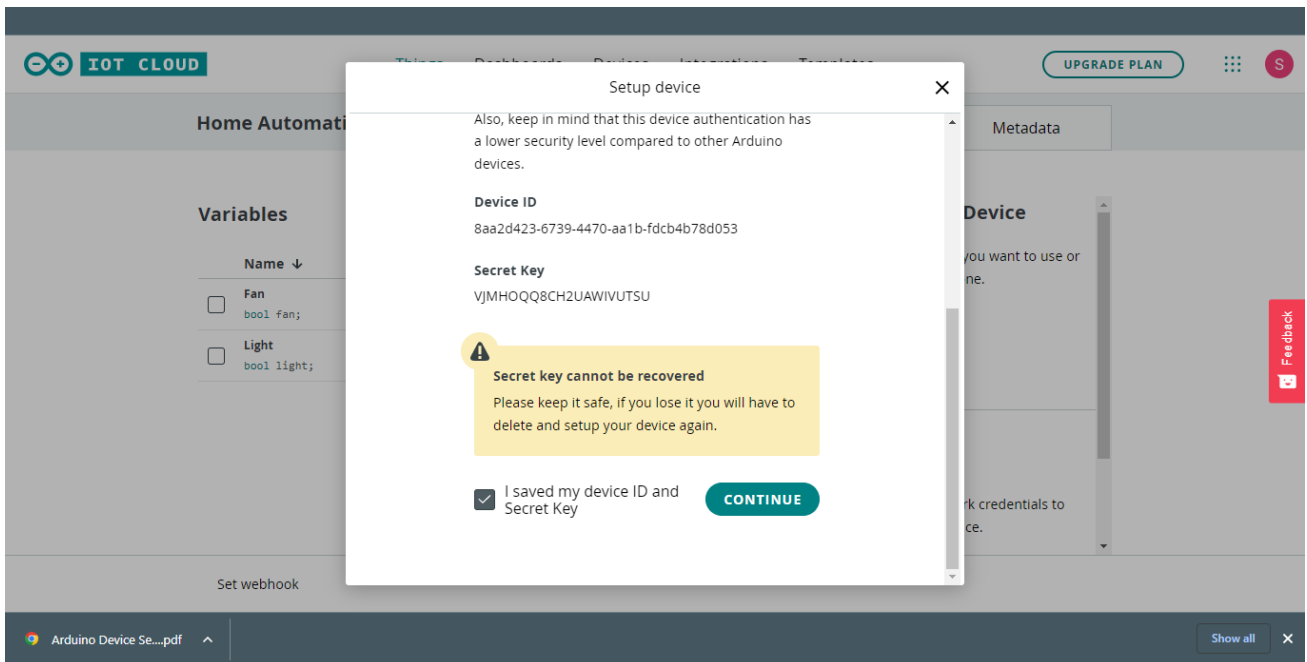 IOT CLOUD
Things Dashboards Devices Integrations Templates
UPGRADE PLAN
S
Setup device
Home Automati
Metadata
Also, keep in mind that this device authentication has
a lower security level compared to other Arduino
devices.
Device ID
8aa2d423-6739-4470-aa1b-fdcb4b78d053
Secret Key
VJMHOQQ8CH2UAWIVUTSU
Secret key cannot be recovered
Please keep it safe, if you lose it you will have to
delete and setup your device again.
I saved my device ID and
Secret Key
CONTINUE
Variables
Name
Fan
bool fan;
Light
bool light;
Device
you want to use or
ne.
rk credentials to
ce.
Feedback
Set webhook
Arduino Device Se....pdf
Show all